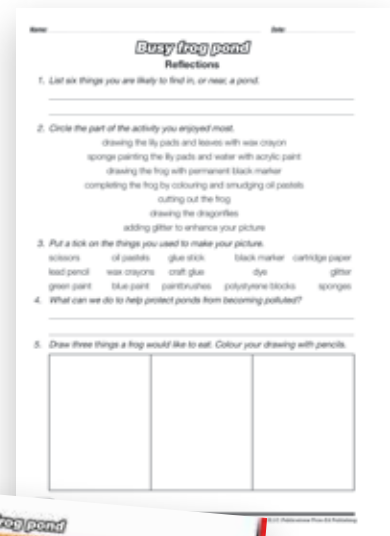 Name: Date:
Busy frog pond
Reflections
1. List six things you are likely to find in, or near, a pond.
2. Circle the part of the activity you enjoyed most.
drawing the lily pads and leaves with wax crayon
sponge painting the lily pads and water with acrylic paint
drawing the frog with permanent black marker
completing the frog by colouring and smudging oil pastels
cutting out the frog
drawing the dragonflies
adding glitter to enhance your picture
3. Put a tick on the things you used to make your picture.
scissors oil pastels glue stick black marker cartridge paper
lead pencil wax crayons craft glue dye glitter
green paint blue paint paintbrushes polystyrene blocks sponges
4. What can we do to help protect ponds from becoming polluted?
5. Draw three things a frog would like to eat. Colour your drawing with pencils.
frog pond